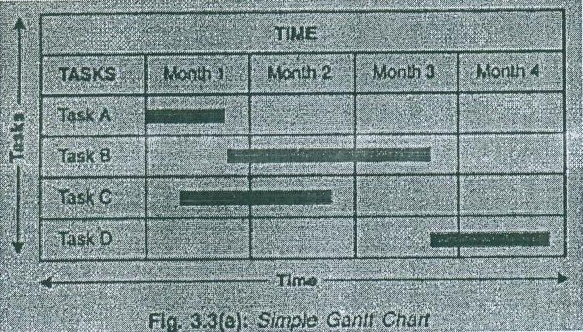 TIME
TASKS Month 1 Month 2 Month 3 Month 4
Task A
Task B
Task C
Task D
Tasks
Time
Fig. 3.3(a): Simple Gantt Chart